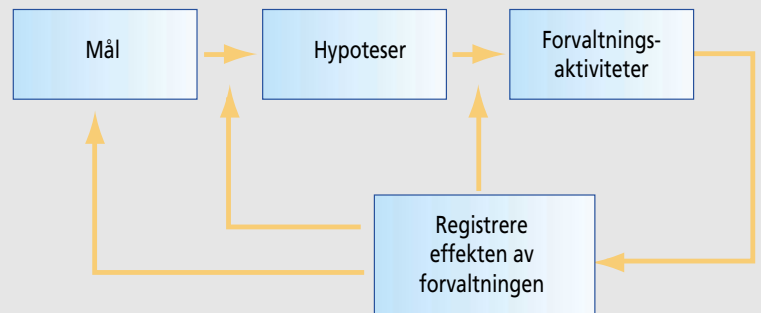 Mål
Hypoteser
Forvaltnings-
aktiviteter
Registrere
effekten av
forvaltningen